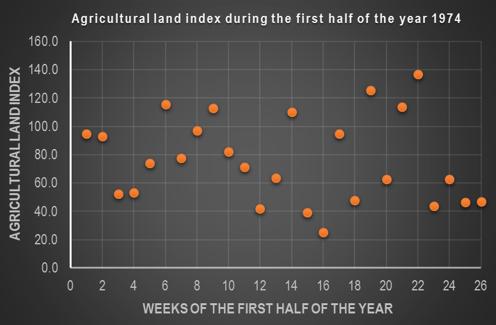 Agricultural land index during the first half of the year 1974
160.0
140.0
120.0
100.0
80.0
60.0
40.0
20.0
0.0
AGRICULTURAL LAND INDEX
0 2 4 6 8 10 12 14 16 18 20 22 24 26
WEEKS OF THE FIRST HALF OF THE YEAR